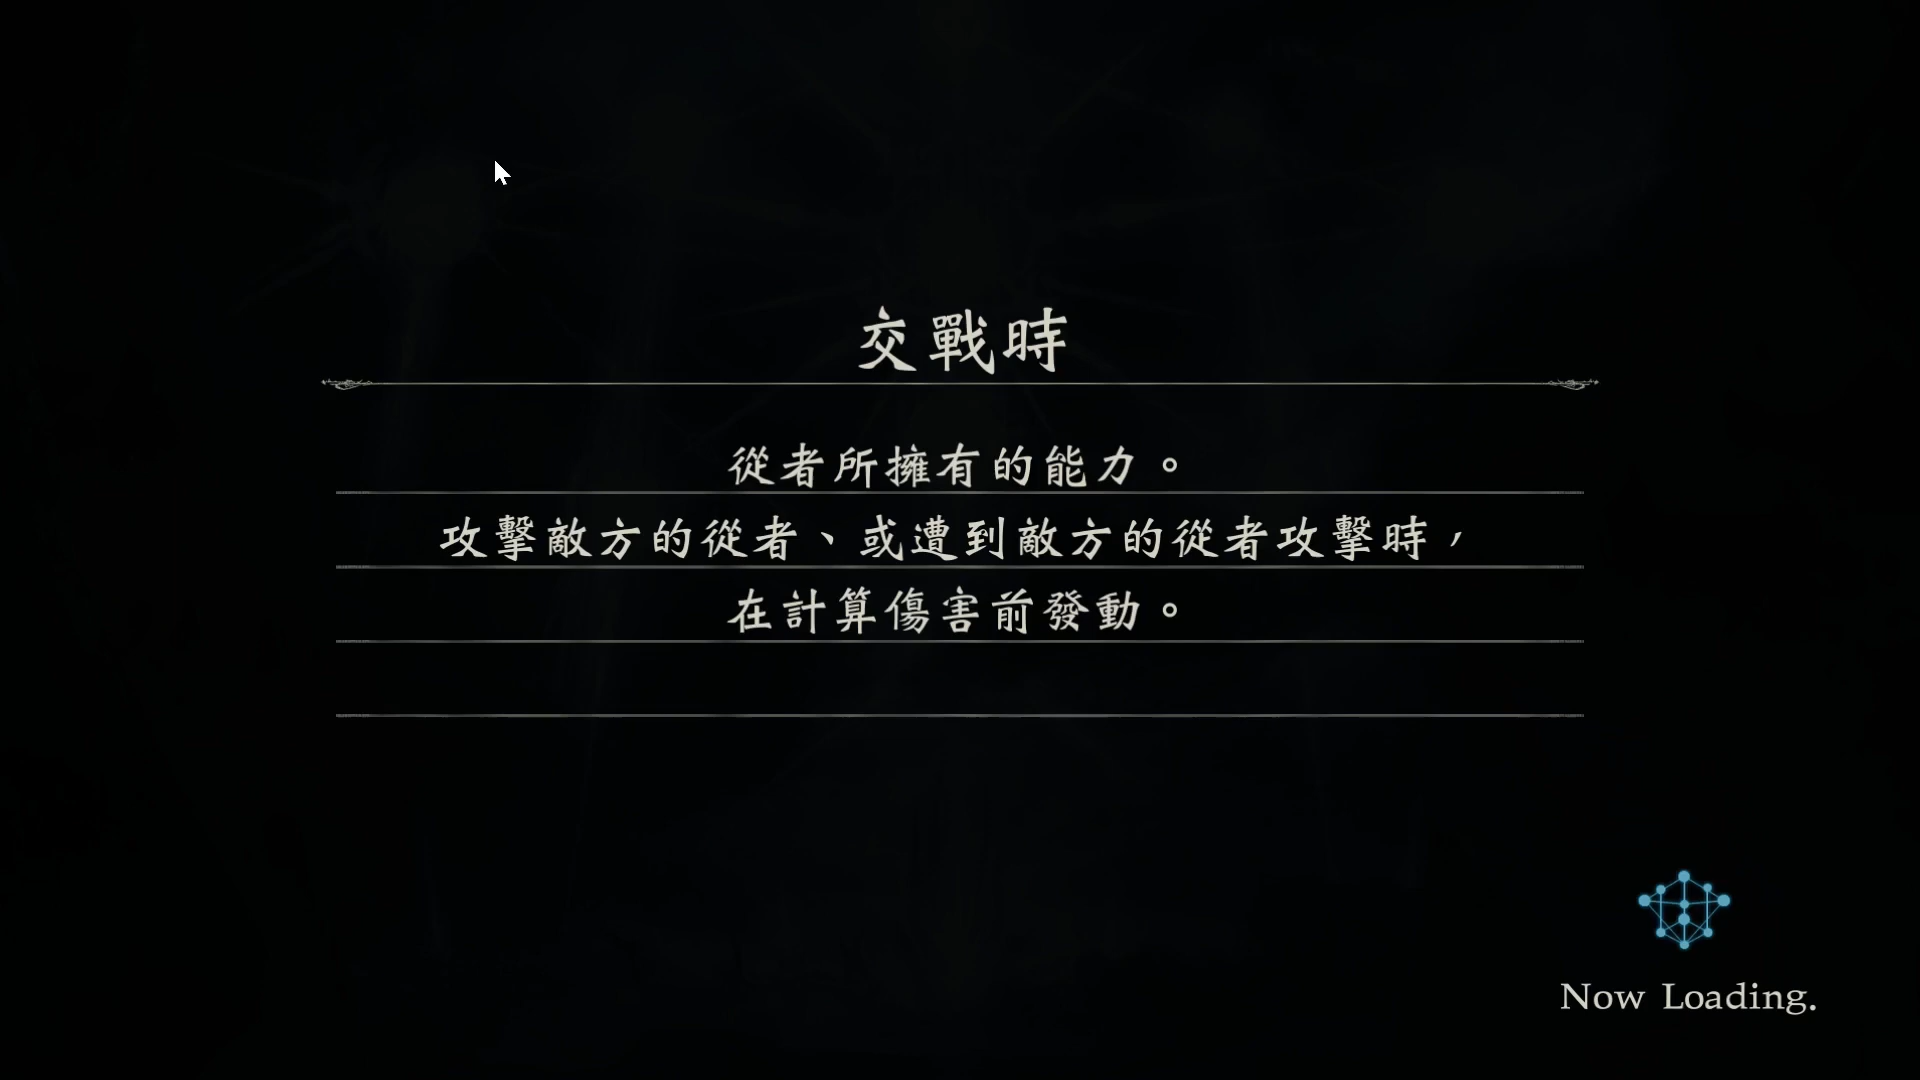 交戰時
從者所擁有的能力。
攻擊敵方的從者、或遭到敵方的從者攻擊時，
在計算傷害前發動。
Now Loading.